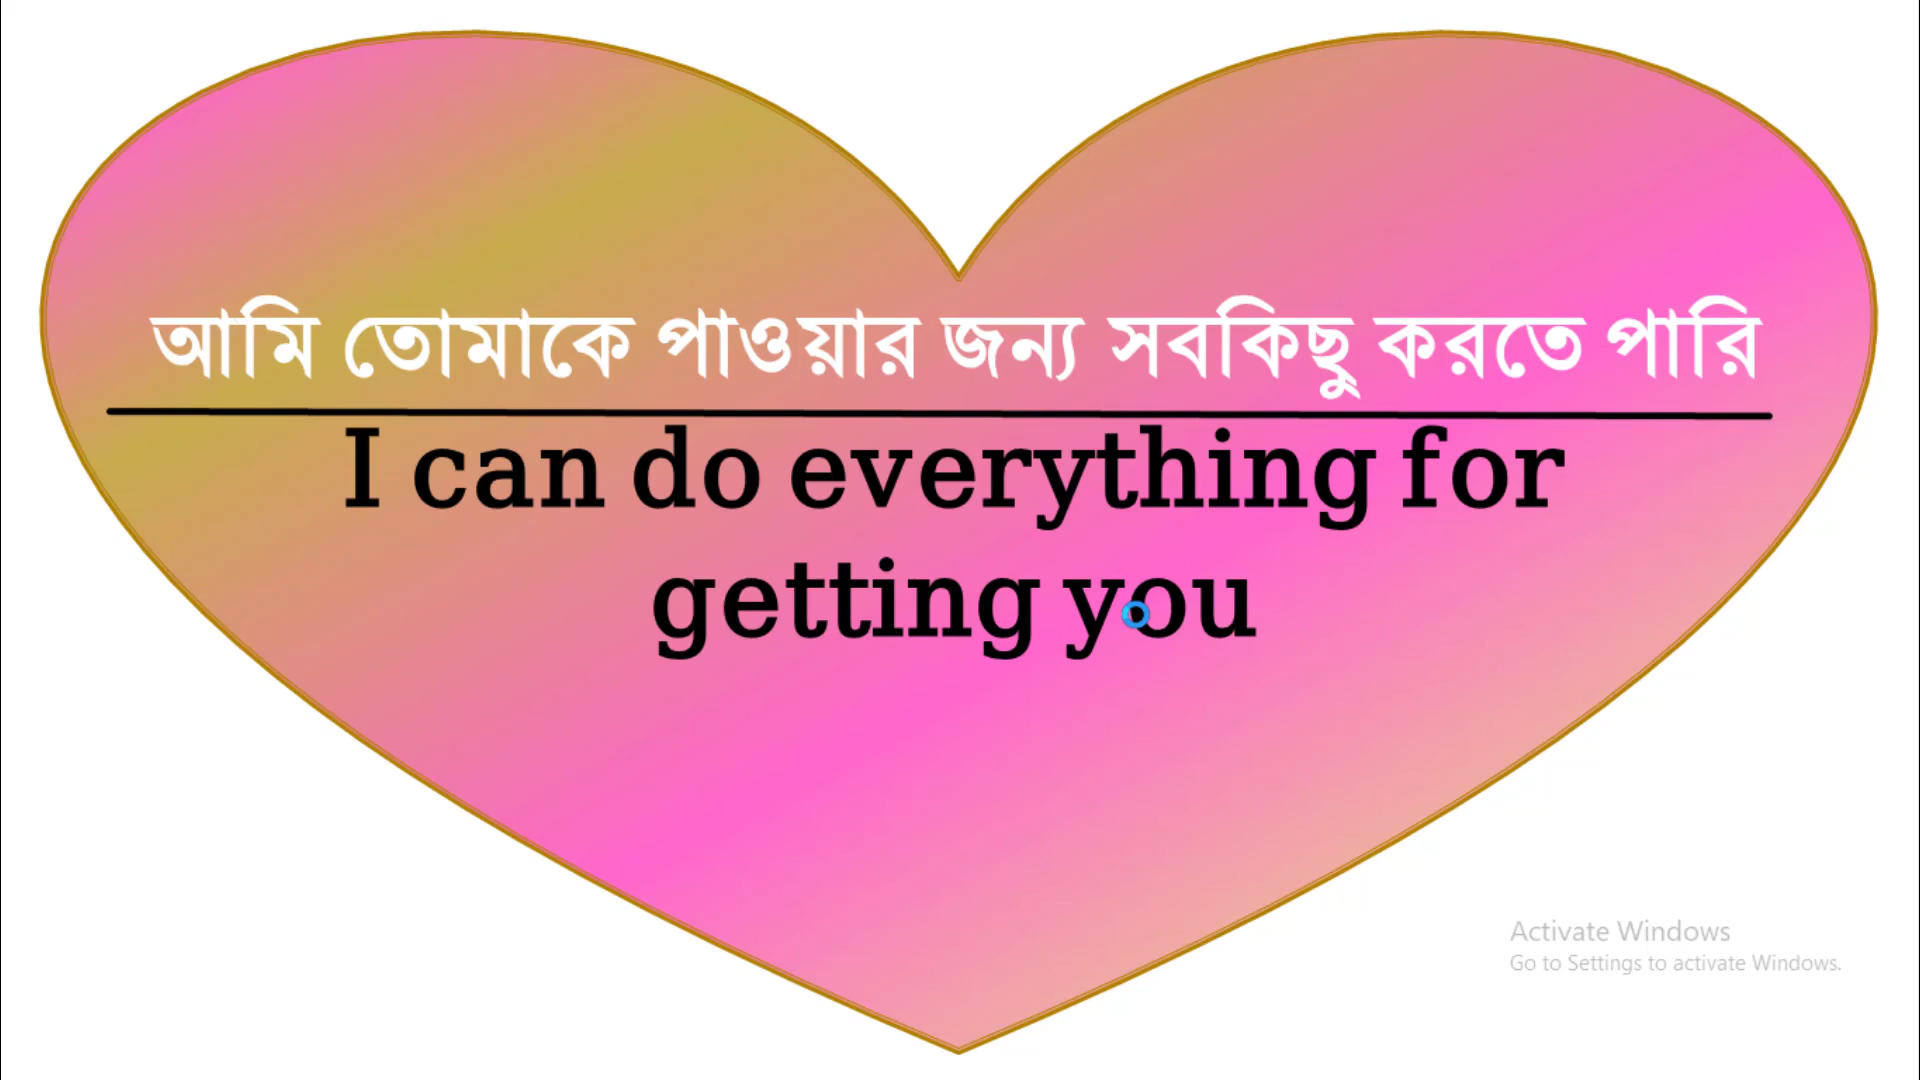 আমি তোমাকে পাওয়ার জন্য সবকিছু করতে পারি
I can do everything for
getting you
Activate Windows
Go to Settings to activate Windows.